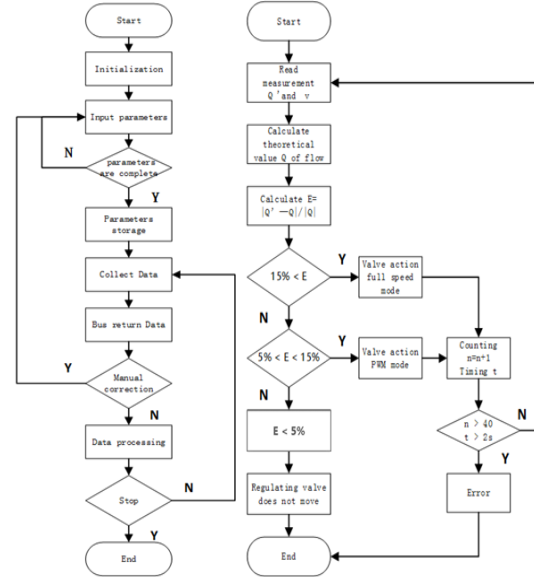 Start
Initialization
Input parameters
N
parameters
are complete
Y
Parameters
storage
Collect Data
Bus return Data
Y
Manual
correction
N
Data processing
N
Stop
Y
End
Start
Read
measurement
Q'and v
Calculate
theoretical
value Q of flow
Calculate E=
|Q' —Q|/|Q|
15% < E
Y
Valve action
full speed
mode
N
5% < E < 15%
Y
Valve action
PWM mode
Counting
n=n+1
Timing t
N
E < 5%
n > 40
t > 2s
N
Y
Regulating valve
does not move
Error
End